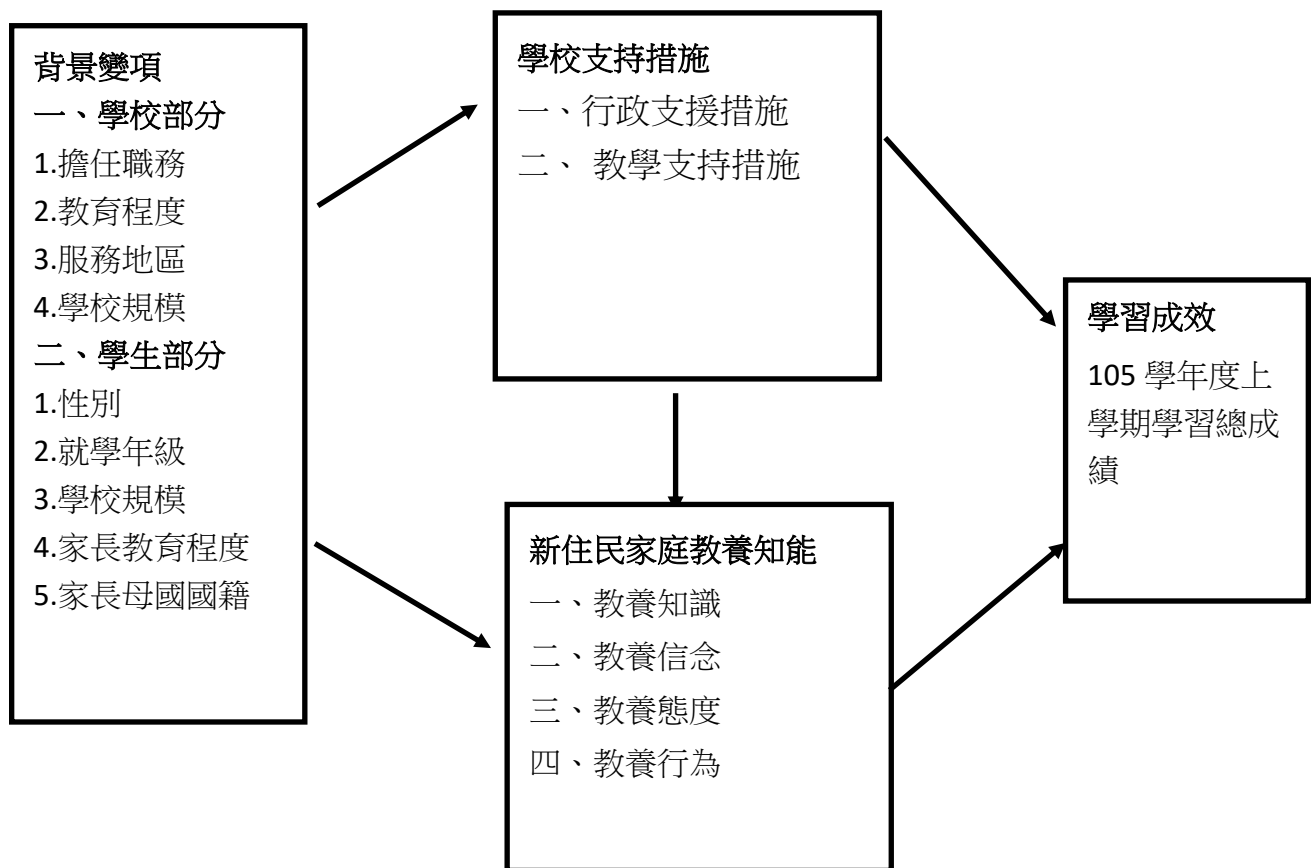 背景變項
一、學校部分
1.擔任職務
2.教育程度
3.服務地區
4.學校規模
二、學生部分
1.性別
2.就學年級
3.學校規模
4.家長教育程度
5.家長母國國籍
學校支持措施
一、行政支援措施
二、 教學支持措施
新住民家庭教養知能
一、教養知識
二、教養信念
三、教養態度
四、教養行為
學習成效
105 學年度上
學期學習總成
績